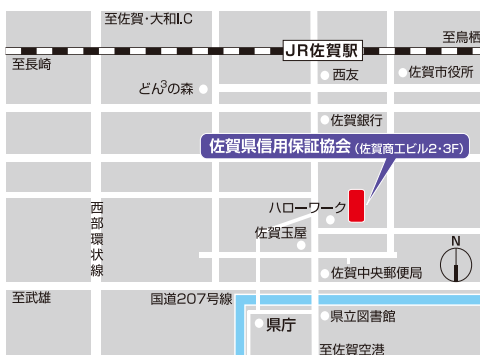 至佐賀・大和I.C
至鳥栖
JR佐賀駅
至長崎
西友
佐賀市役所
どん3の森
佐賀銀行
佐賀県信用保証協会(佐賀商工ビル2・3F)
西部環状線
ハローワーク
佐賀玉屋
N
佐賀中央郵便局
至武雄
国道207号線
県庁
県立図書館
至佐賀空港